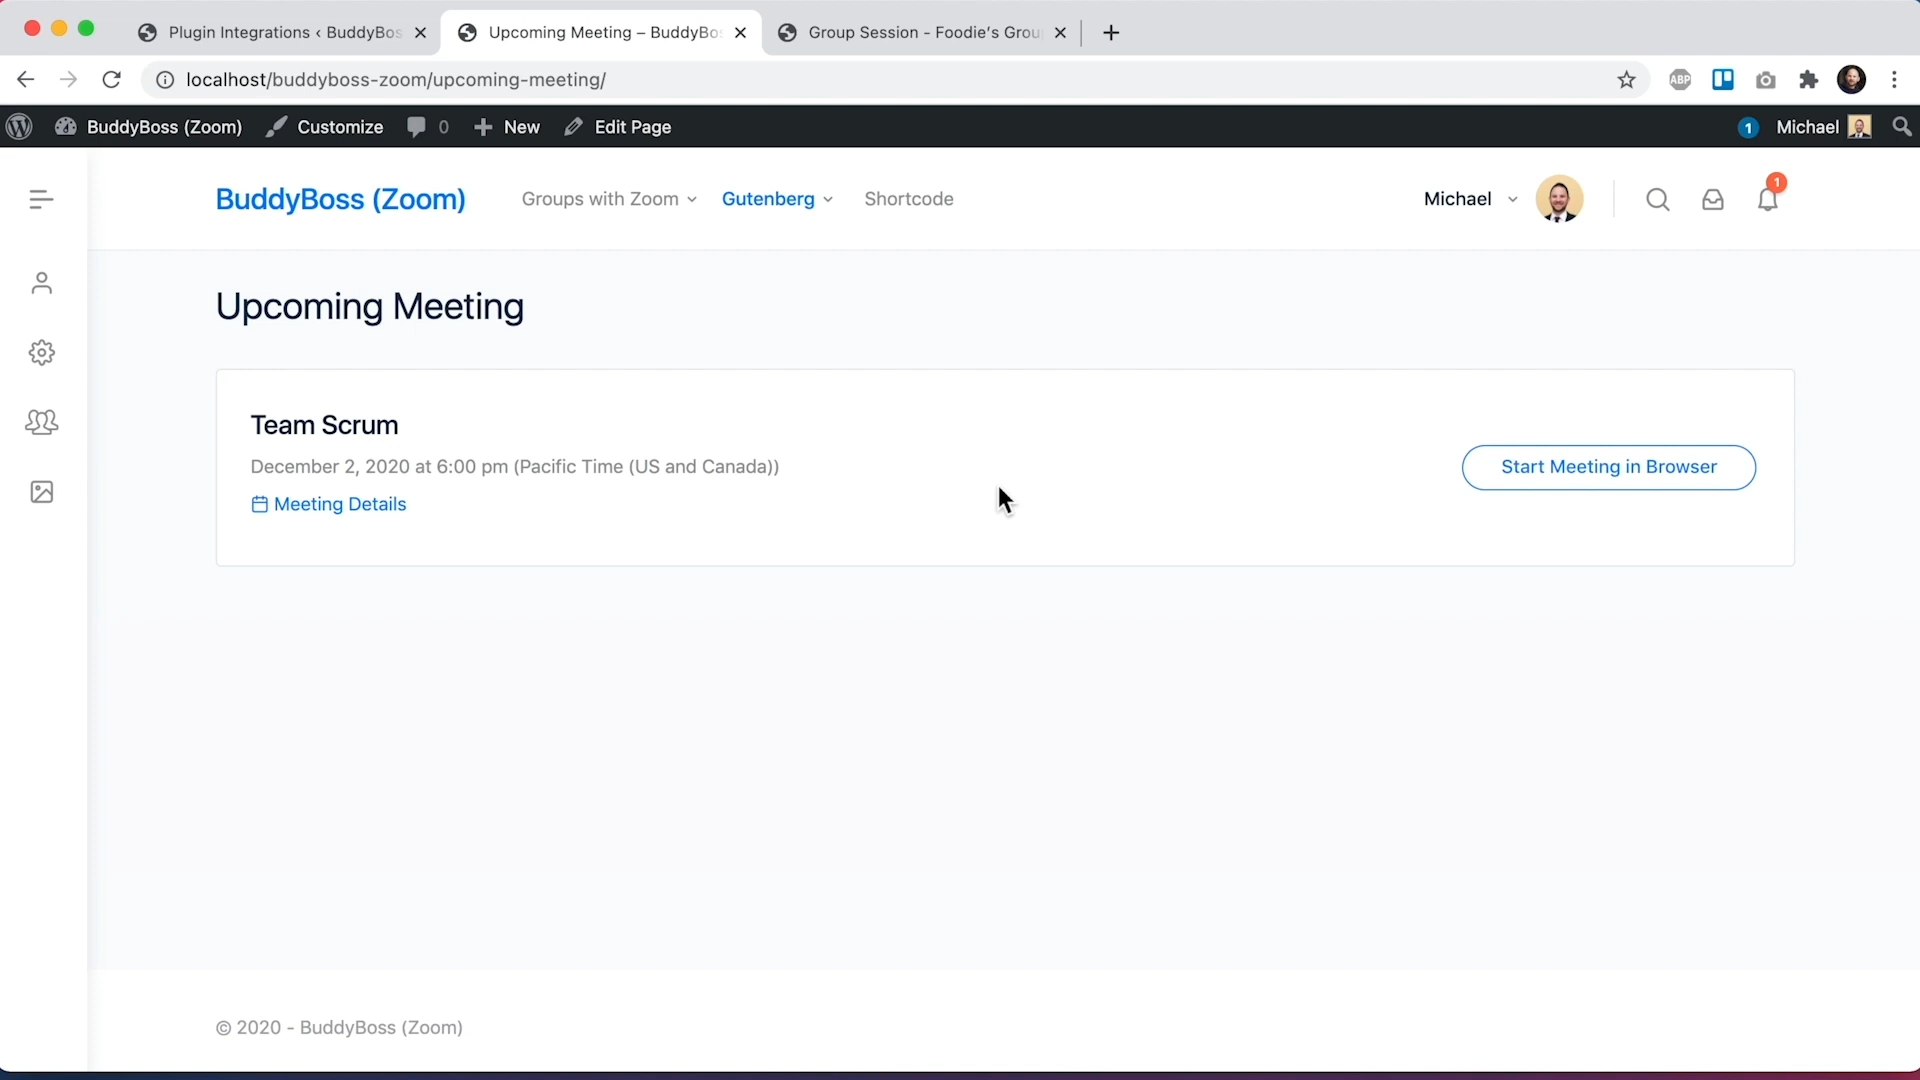 Plugin Integrations ‹ BuddyBos
Upcoming Meeting – BuddyBos
Group Session - Foodie's Grou
localhost/buddyboss-zoom/upcoming-meeting/
ABP
BuddyBoss (Zoom)
Customize
0
New
Edit Page
1
Michael
BuddyBoss (Zoom)
Groups with Zoom
Gutenberg
Shortcode
Michael
1
Upcoming Meeting
Team Scrum
December 2, 2020 at 6:00 pm (Pacific Time (US and Canada))
Meeting Details
Start Meeting in Browser
© 2020 - BuddyBoss (Zoom)